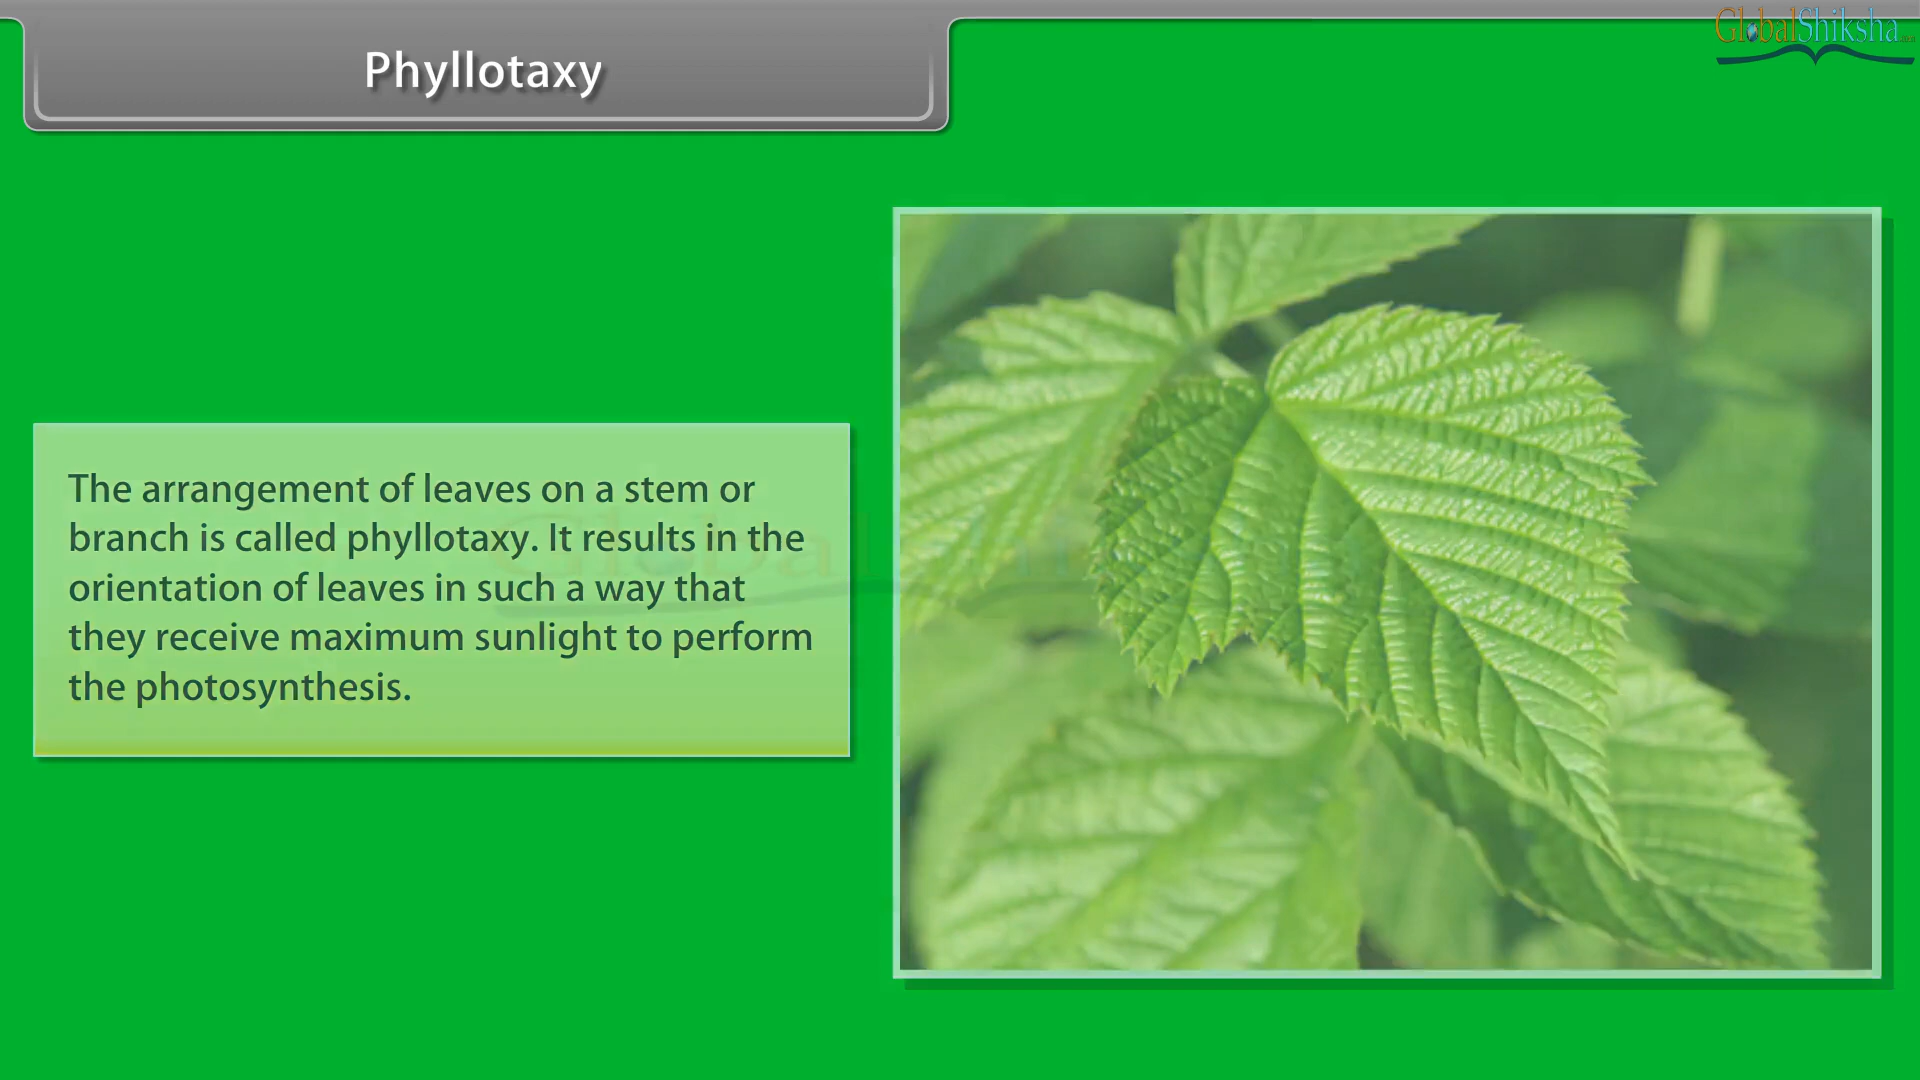 Phyllotaxy
GlobalShiksha
The arrangement of leaves on a stem or
branch is called phyllotaxy. It results in the
orientation of leaves in such a way that
they receive maximum sunlight to perform
the photosynthesis.